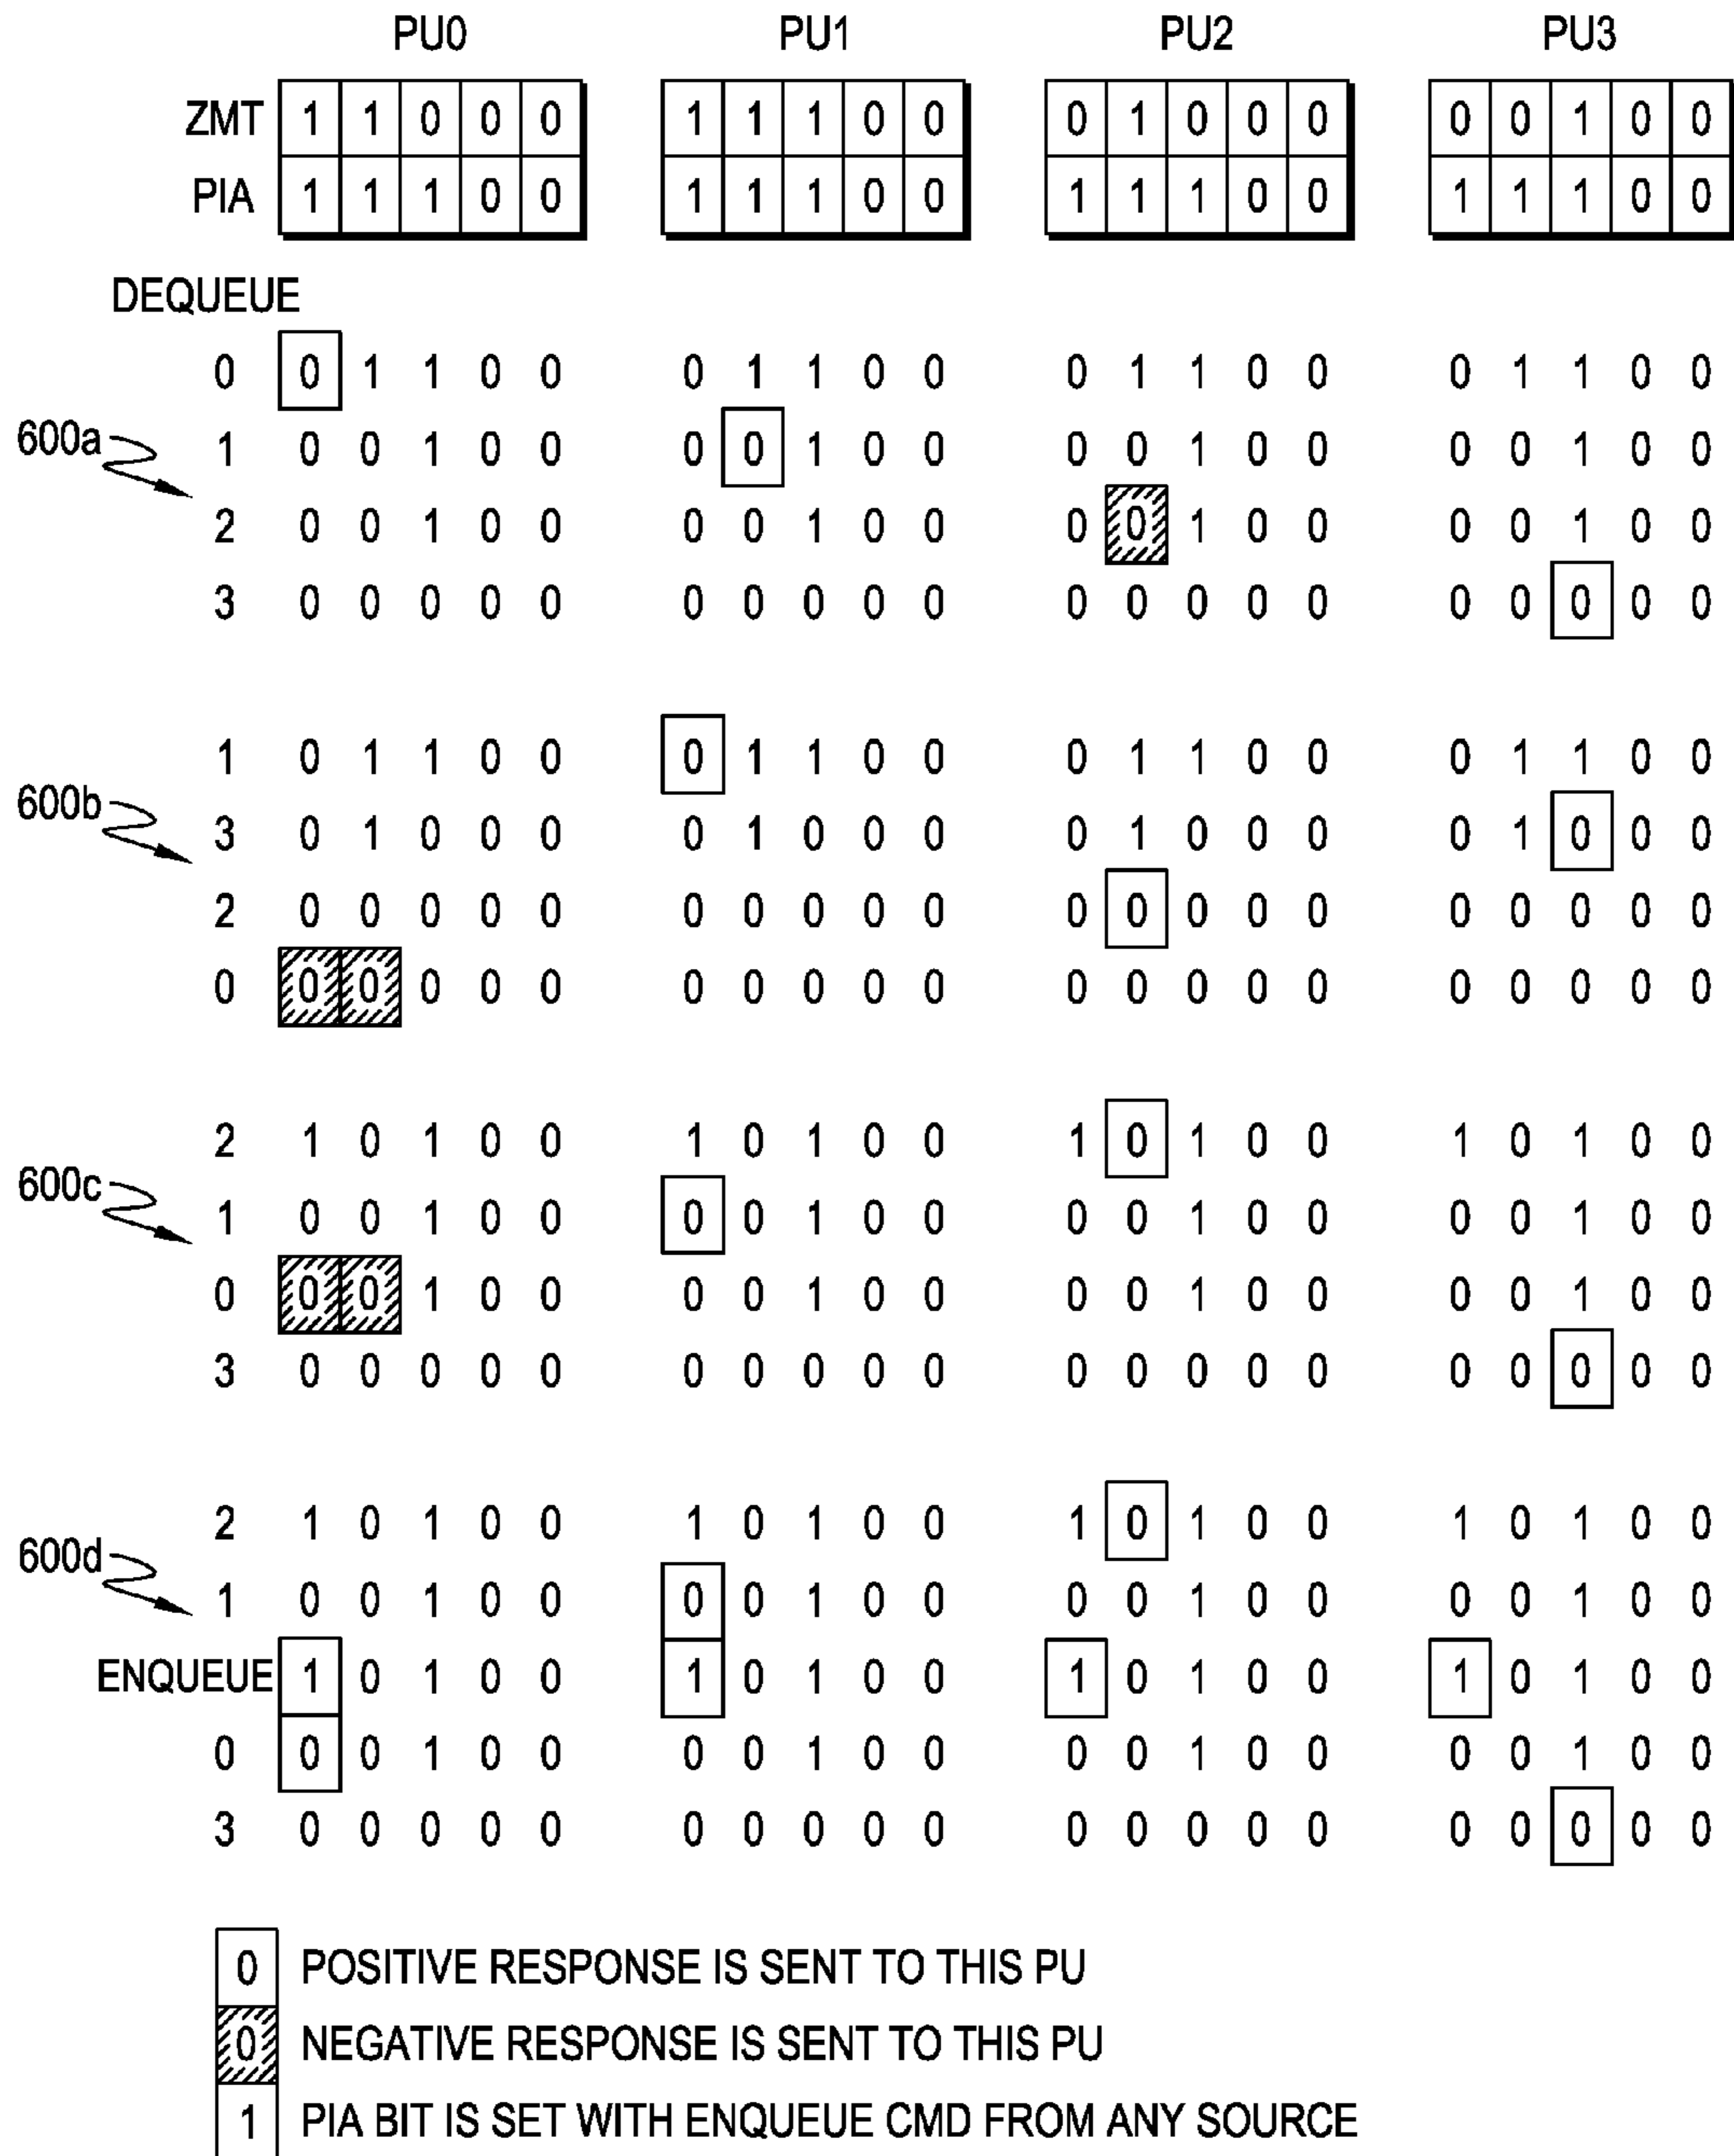 PU0 PU1 PU2 PU3
ZMT 1 1 0 0 0 1 1 1 0 0 0 1 0 0 0 0 0 1 0 0
PIA 1 1 1 0 0 1 1 1 0 0 1 1 1 0 0 1 1 1 0 0
DEQUEUE
0 0 1 1 0 0 0 1 1 0 0 0 1 1 0 0 0 1 1 0 0
600a
1 0 0 1 0 0 0 0 1 0 0 0 0 1 0 0 0 0 1 0 0
2 0 0 1 0 0 0 0 1 0 0 0 0 1 0 0 0 0 1 0 0
3 0 0 0 0 0 0 0 0 0 0 0 0 0 0 0 0 0 0 0 0
1 0 1 1 0 0 0 1 1 0 0 0 1 1 0 0 0 1 1 0 0
600b
3 0 1 0 0 0 0 1 0 0 0 0 1 0 0 0 0 1 0 0 0
2 0 0 0 0 0 0 0 0 0 0 0 0 0 0 0 0 0 0 0 0
0 0 0 0 0 0 0 0 0 0 0 0 0 0 0 0 0 0 0 0 0
2 1 0 1 0 0 1 0 1 0 0 1 0 1 0 0 1 0 1 0 0
600c
1 0 0 1 0 0 0 0 1 0 0 0 0 1 0 0 0 0 1 0 0
0 0 0 1 0 0 0 0 1 0 0 0 0 1 0 0 0 0 1 0 0
3 0 0 0 0 0 0 0 0 0 0 0 0 0 0 0 0 0 0 0 0
2 1 0 1 0 0 1 0 1 0 0 1 0 1 0 0 1 0 1 0 0
600d
1 0 0 1 0 0 0 0 1 0 0 0 0 1 0 0 0 0 1 0 0
ENQUEUE 1 0 1 0 0 1 0 1 0 0 1 0 1 0 0 1 0 1 0 0
0 0 0 1 0 0 0 0 1 0 0 0 0 1 0 0 0 0 1 0 0
3 0 0 0 0 0 0 0 0 0 0 0 0 0 0 0 0 0 0 0 0
0 POSITIVE RESPONSE IS SENT TO THIS PU
0 NEGATIVE RESPONSE IS SENT TO THIS PU
1 PIA BIT IS SET WITH ENQUEUE CMD FROM ANY SOURCE